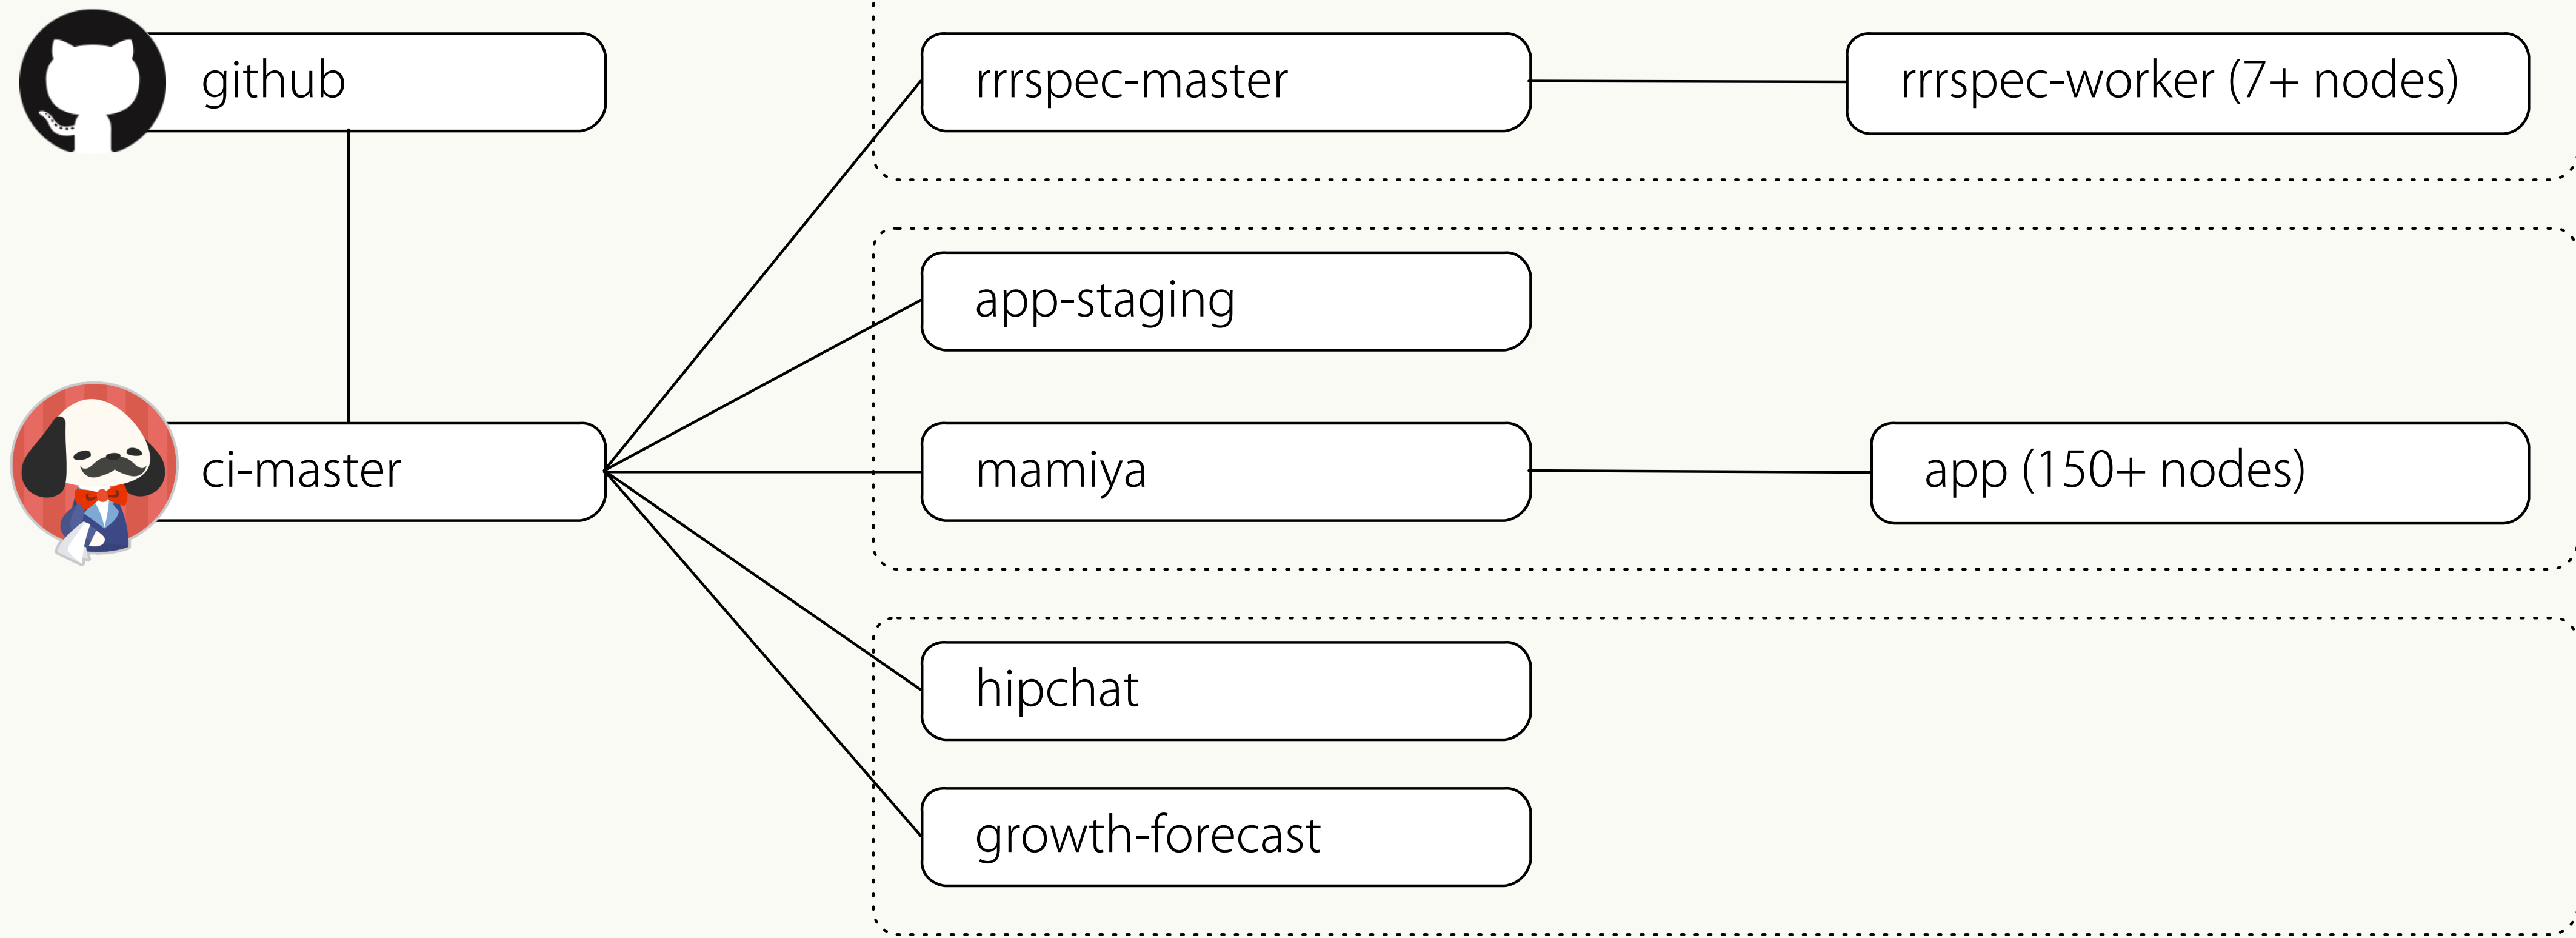 github
rrrspec-master
rrrspec-worker (7+ nodes)
app-staging
ci-master
mamiya
app (150+ nodes)
hipchat
growth-forecast